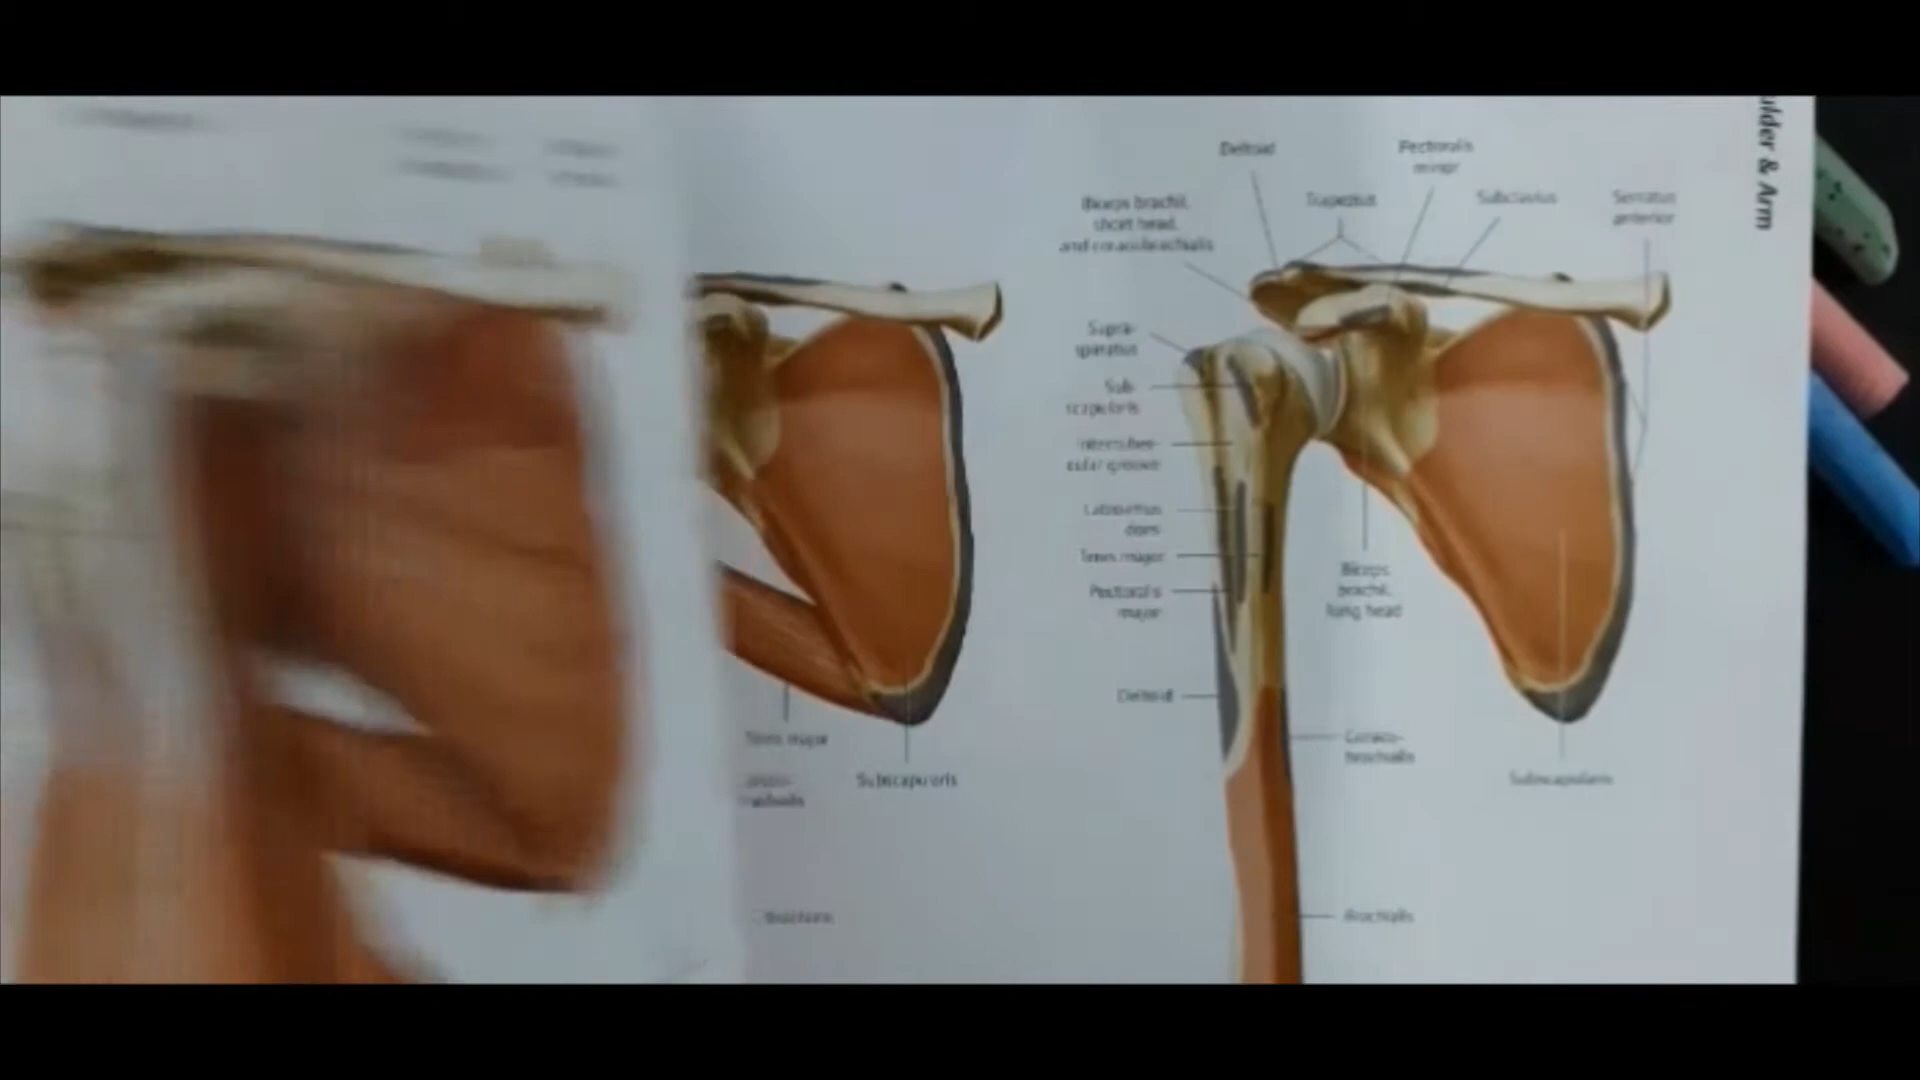 ulder & Arm
Deltoid
Pectoralis
minor
Biceps brachii,
short head,
and coracobrachialis
Trapezius
Subclavius
Serratus
anterior
Supra-
spinatus
Sub-
scapularis
Intertuber-
cular groove
Latissimus
dorsi
Teres major
Pectoralis
major
Biceps
brachii,
long head
Deltoid
Coraco-
brachialis
Subscapularis
Brachialis
Teres major
Subscapularis